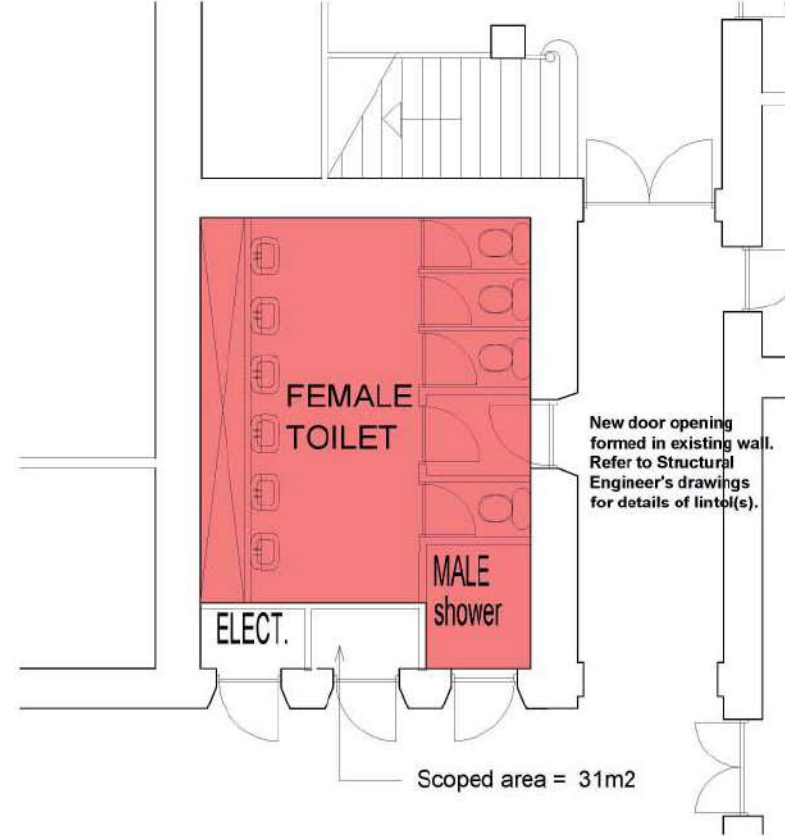 FEMALE
TOILET
New door opening
formed in existing wall.
Refer to Structural
Engineer's drawings
for details of lintol(s).
MALE
shower
ELECT.
Scoped area = 31m2